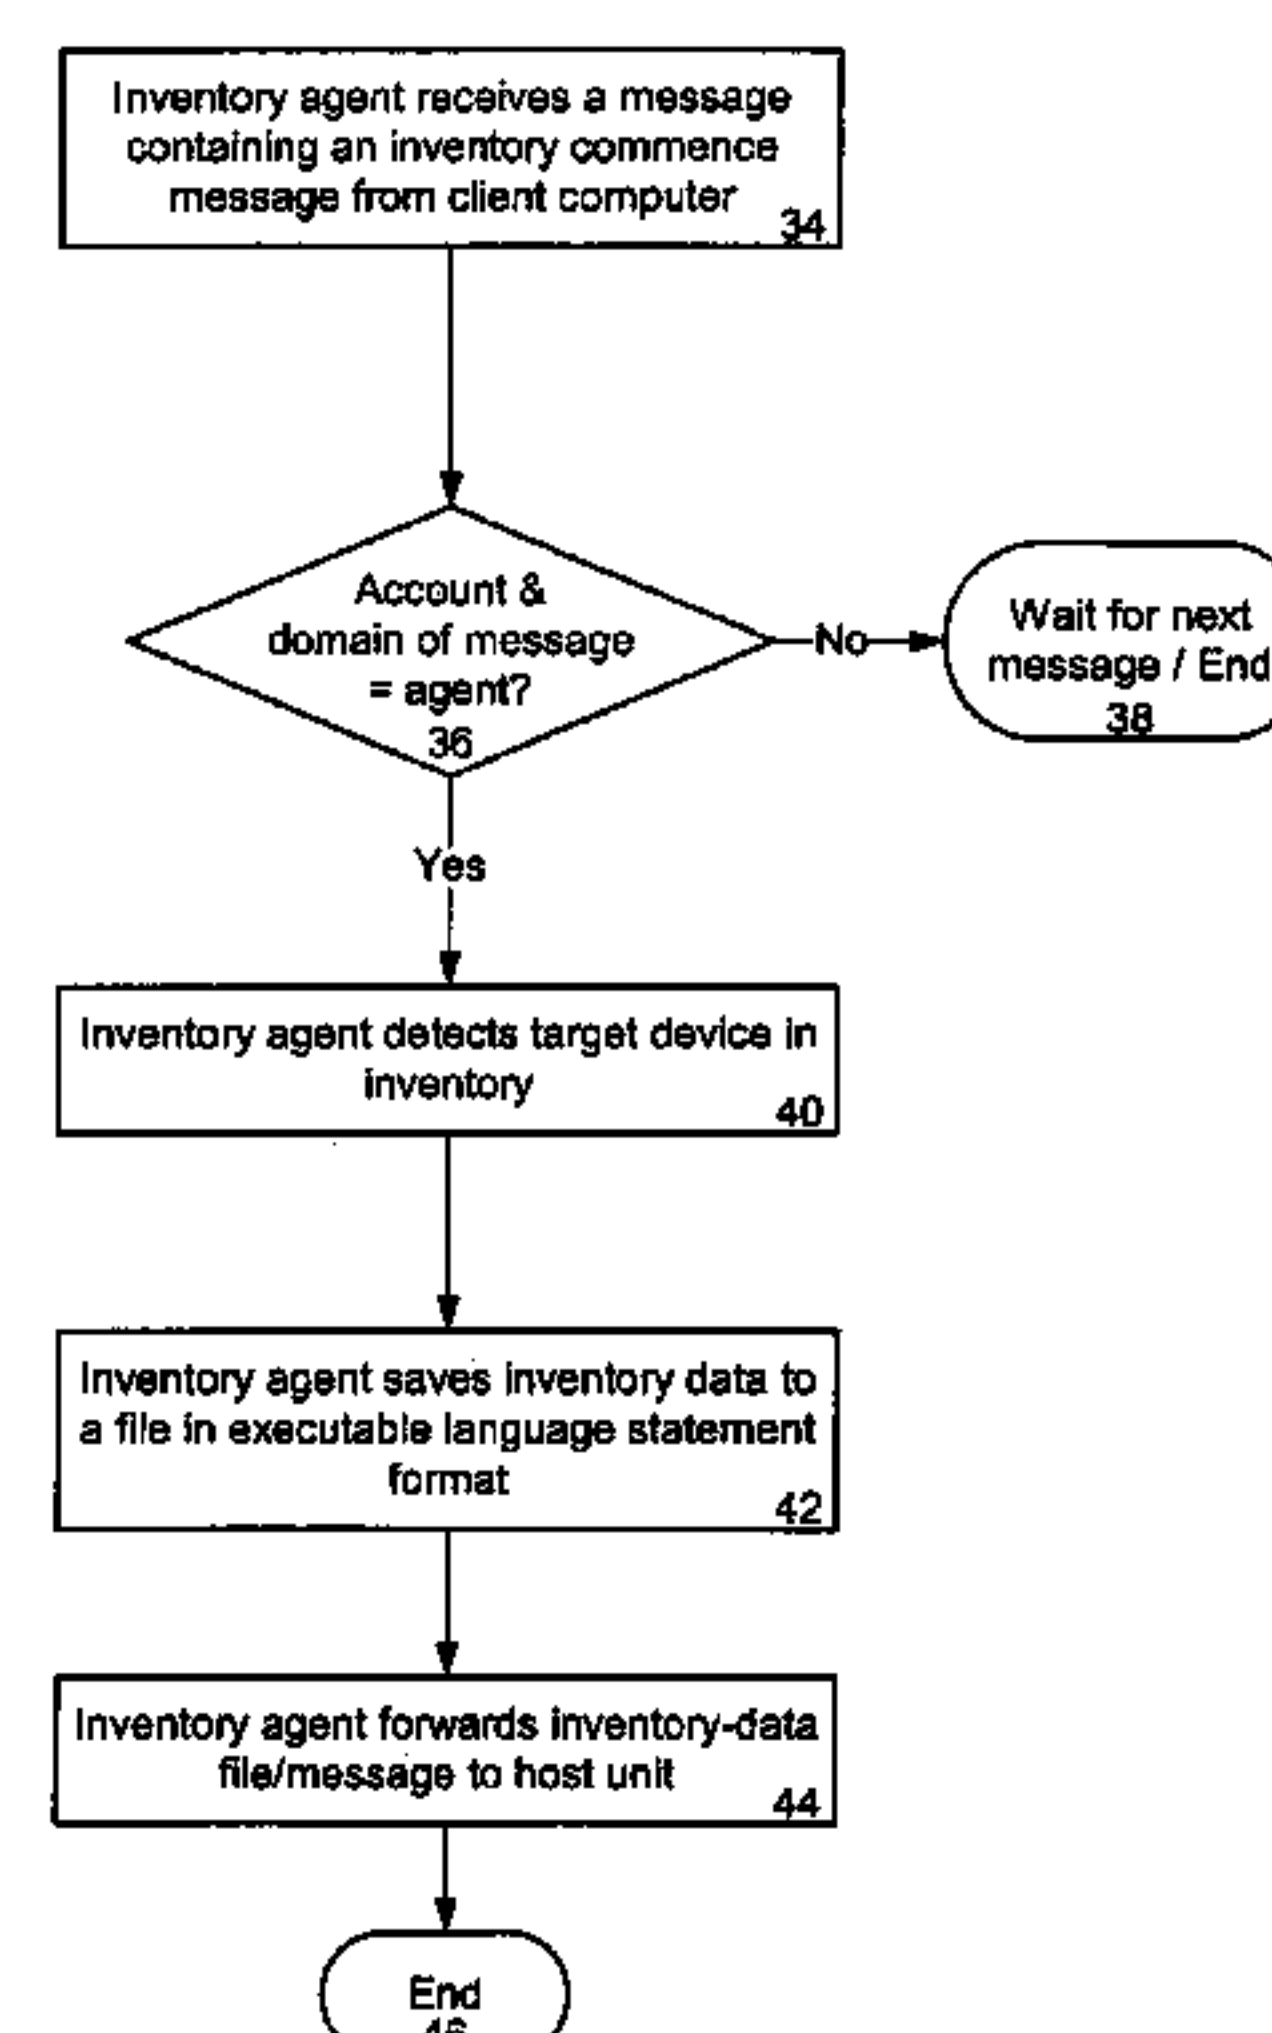 Inventory agent receives a message
containing an inventory commence
message from client computer
34
Account &
domain of message
= agent?
36
No
Wait for next
message / End
38
Yes
Inventory agent detects target device in
inventory
40
Inventory agent saves inventory data to
a file in executable language statement
format
42
Inventory agent forwards inventory-data
file/message to host unit
44
End